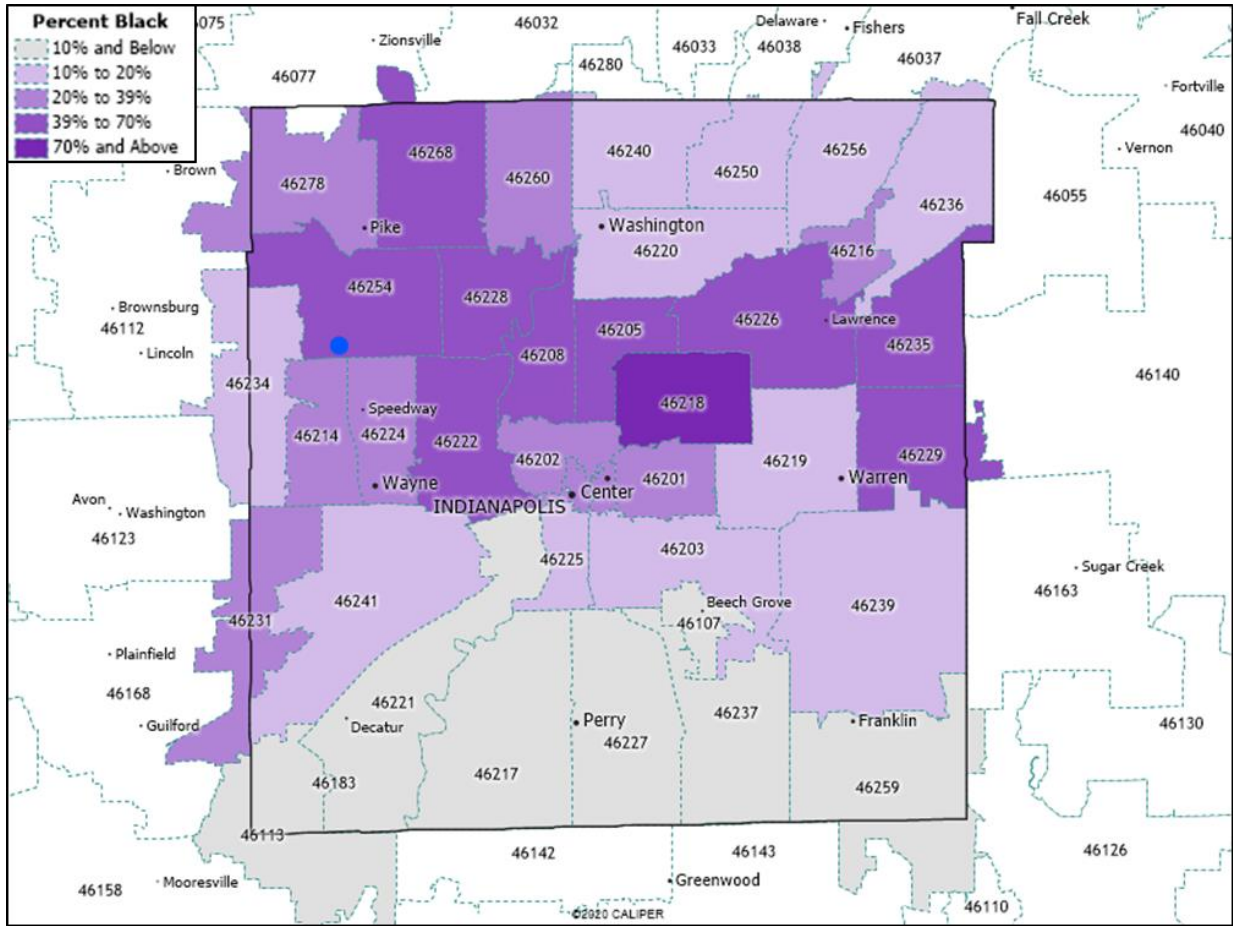 Percent Black
10% and Below
10% to 20%
20% to 39%
39% to 70%
70% and Above
075
46032
Delaware
Fishers
Fall Creek
Zionsville
46033
46038
46280
46037
46077
Fortville
46040
Vernon
46268
46240
46256
Brown
46278
46260
46250
46055
46236
Pike
Washington
46220
46216
46254
46228
Brownsburg
46112
46205
46226
Lawrence
Lincoln
46208
46235
46234
46140
46218
Speedway
46214
46224
46222
46202
46219
46229
46201
Warren
Wayne
Center
Avon
INDIANAPOLIS
Washington
46123
46225
46203
Sugar Creek
46163
46241
Beech Grove
46239
46231
46107
Plainfield
46168
46221
46237
Guilford
Decatur
Perry
Franklin
46130
46227
46217
46183
46259
46113
46142
46143
46126
46158
Mooresville
Greenwood
46110
©2020 CALIPER